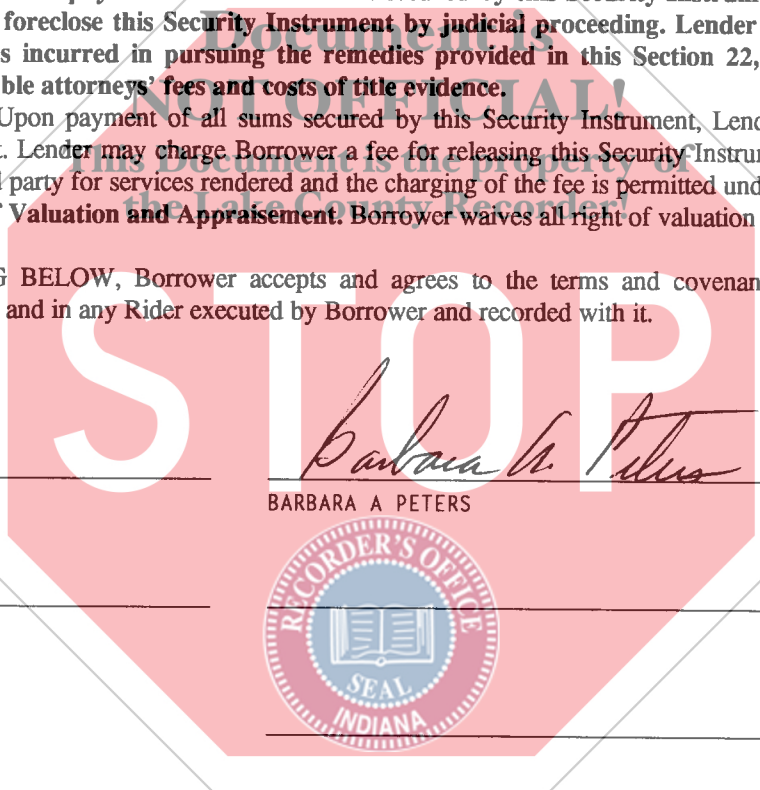 foreclose this Security Instrument by judicial proceeding. Lender
s incurred in pursuing the remedies provided in this Section 22,
ble attorneys' fees and costs of title evidence.
Upon payment of all sums secured by this Security Instrument, Lend
t. Lender may charge Borrower a fee for releasing this Security Instrum
d party for services rendered and the charging of the fee is permitted und
f Valuation and Appraisement. Borrower waives all right of valuation
G BELOW, Borrower accepts and agrees to the terms and covenan
and in any Rider executed by Borrower and recorded with it.
Document is
NOT OFFICIAL!
This Document is the property of
the Lake County Recorder!
STOP
Barbara A. Peters
BARBARA A PETERS
RECORDER'S OFFICE
SEAL
INDIANA